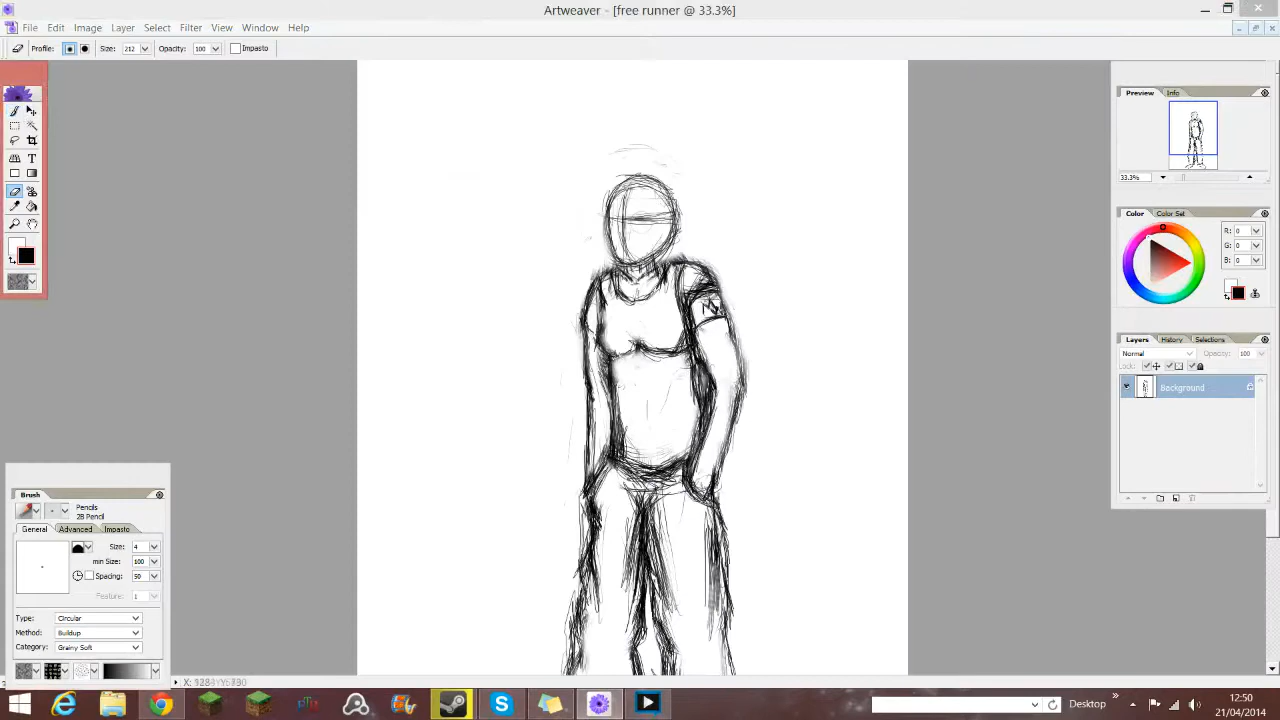 Artweaver - [free runner @ 33.3%]
File Edit Image Layer Select Filter View Window Help
Profile: Size: 212 Opacity: 100 Impasto
Preview Info
33.3%
Color Color Set
R: 0
G: 0
B: 0
Layers History Selections
Normal Opacity: 100
Lock:
Background
Brush
Pencils
2B Pencil
General Advanced Impasto
Size: 4
min Size: 100
Spacing: 50
Feature: 1
Type: Circular
Method: Buildup
Category: Grainy Soft
Desktop
12:50
21/04/2014